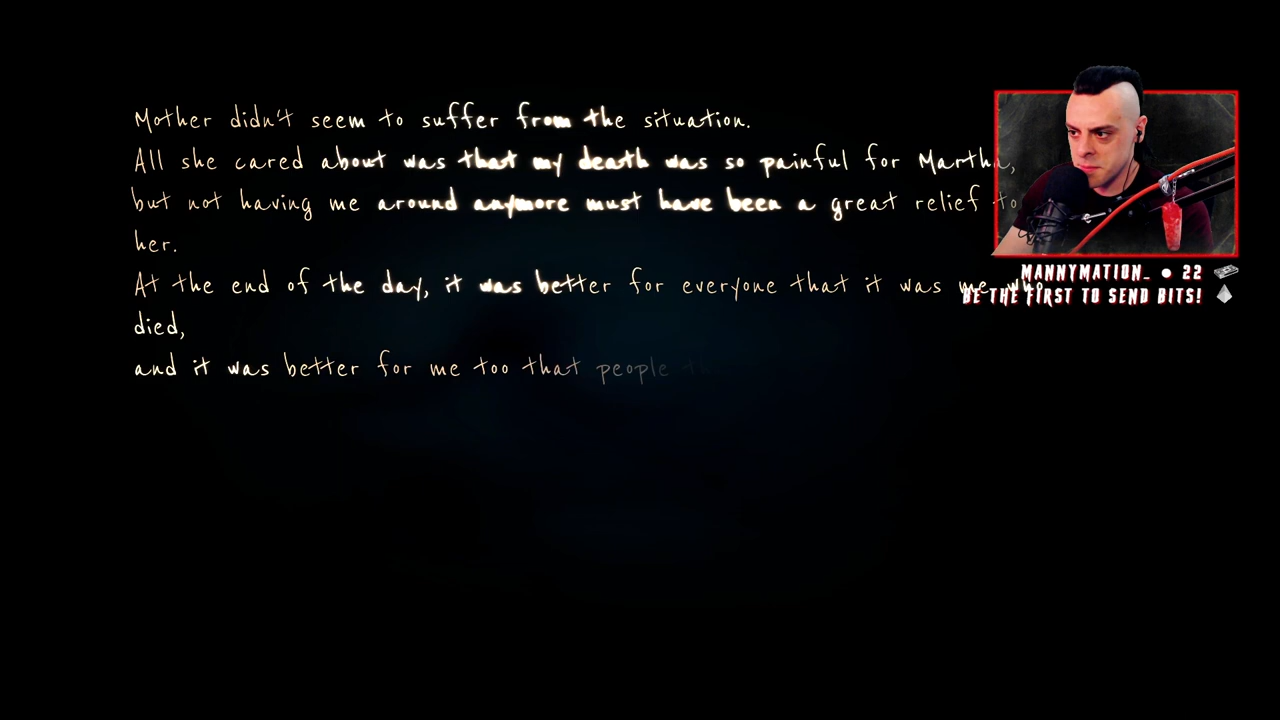 Mother didn't seem to suffer from the situation.
All she cared about was that my death was so painful for Martha,
but not having me around anymore must have been a great relief to
her.
At the end of the day, it was better for everyone that it was me who
died,
and it was better for me too that people
MANNYMATION_ • 22
BE THE FIRST TO SEND BITS!